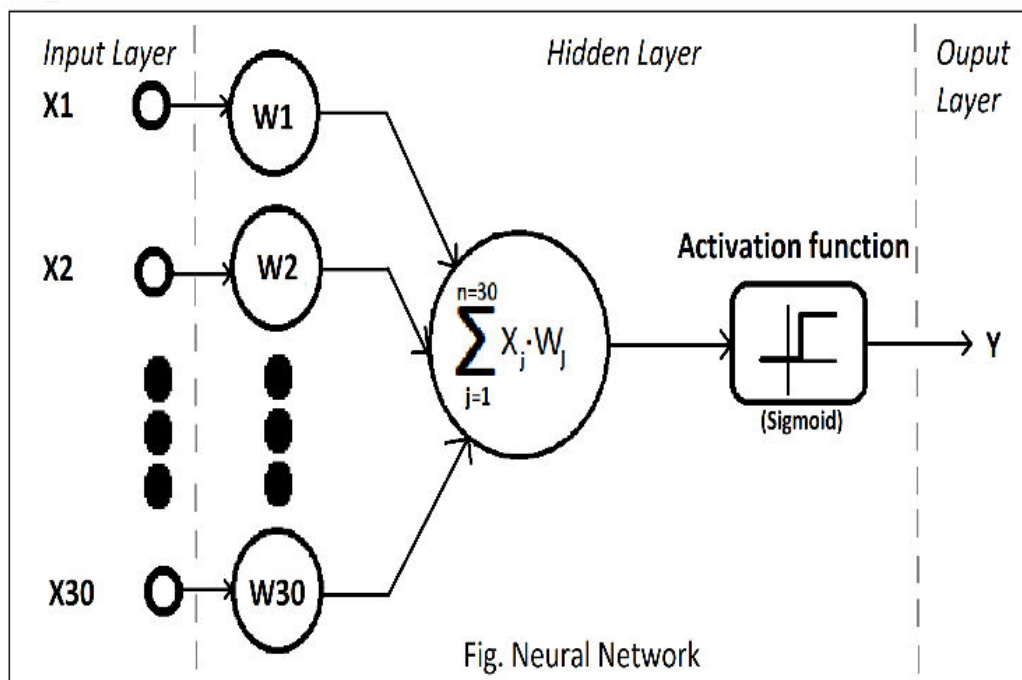 Input Layer
Hidden Layer
Ouput
Layer
X1
W1
X2
W2
Activation function
n=30
∑ Xj·WJ
j=1
Y
(Sigmoid)
X30
W30
Fig. Neural Network